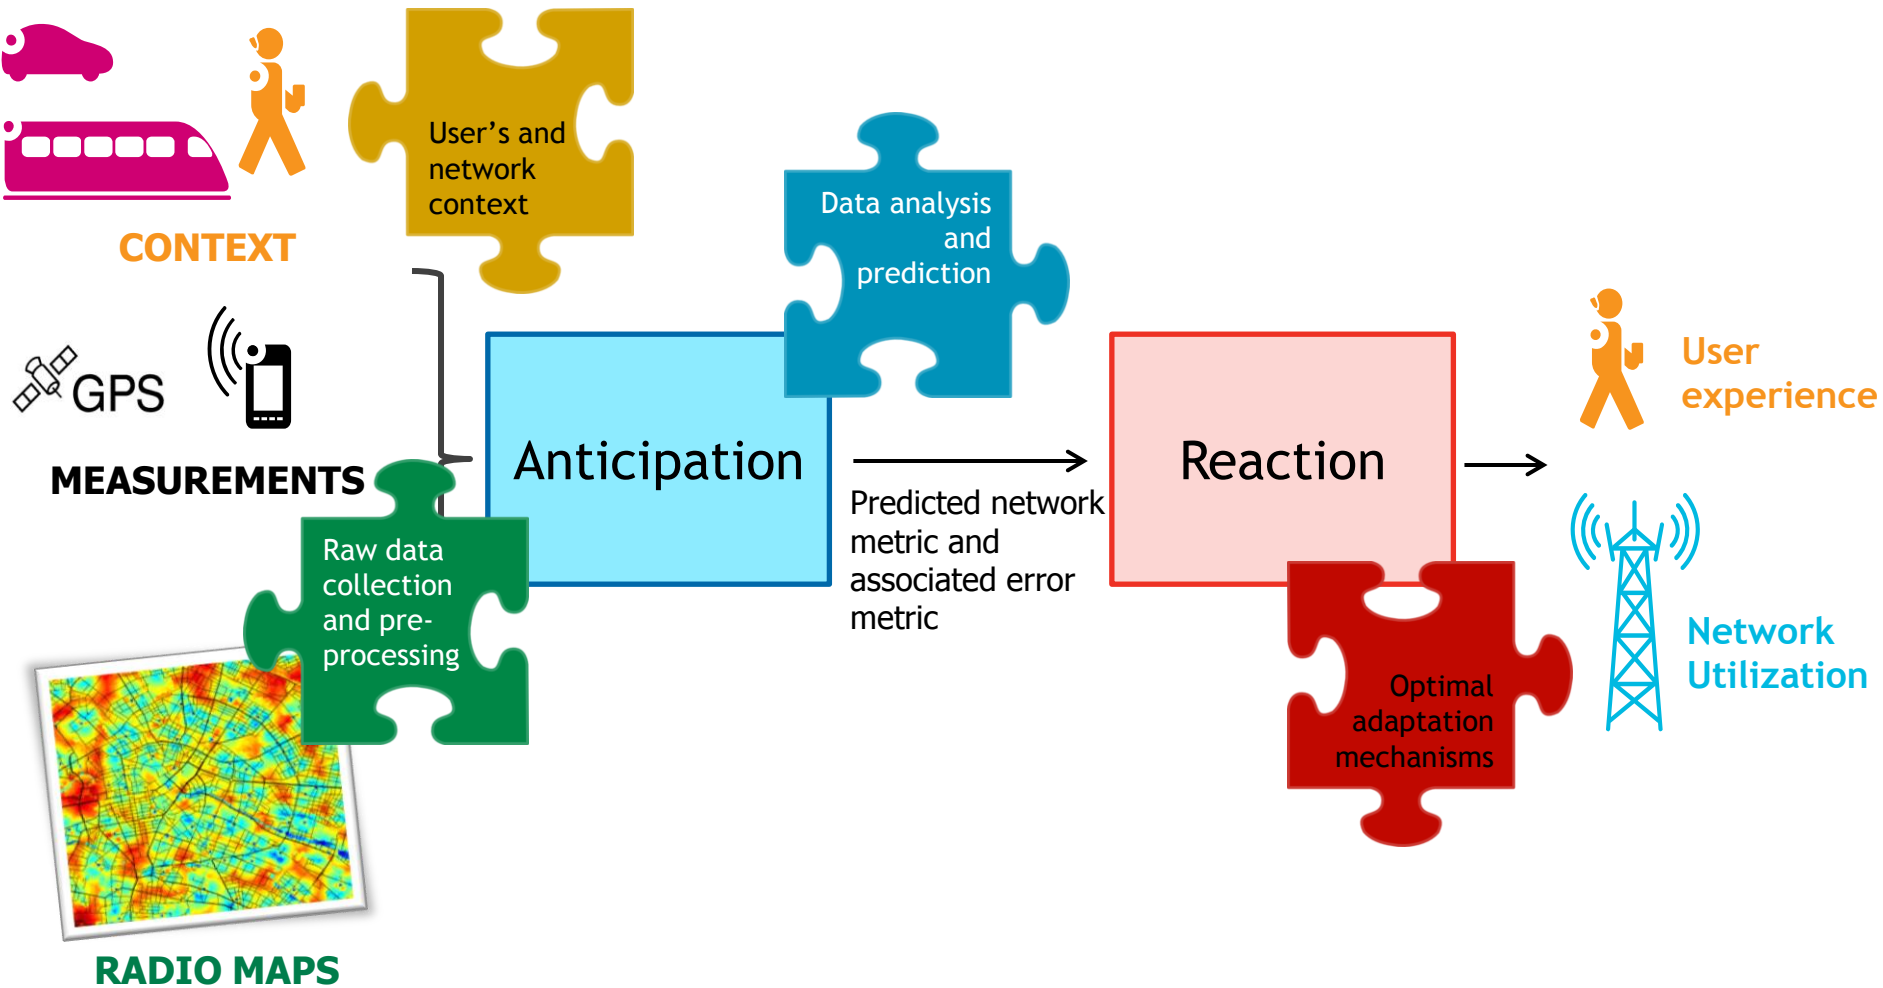 User's and
network
context
CONTEXT
GPS
MEASUREMENTS
Raw data
collection
and pre-
processing
RADIO MAPS
Data analysis
and
prediction
Anticipation
Predicted network
metric and
associated error
metric
Reaction
Optimal
adaptation
mechanisms
User
experience
Network
Utilization